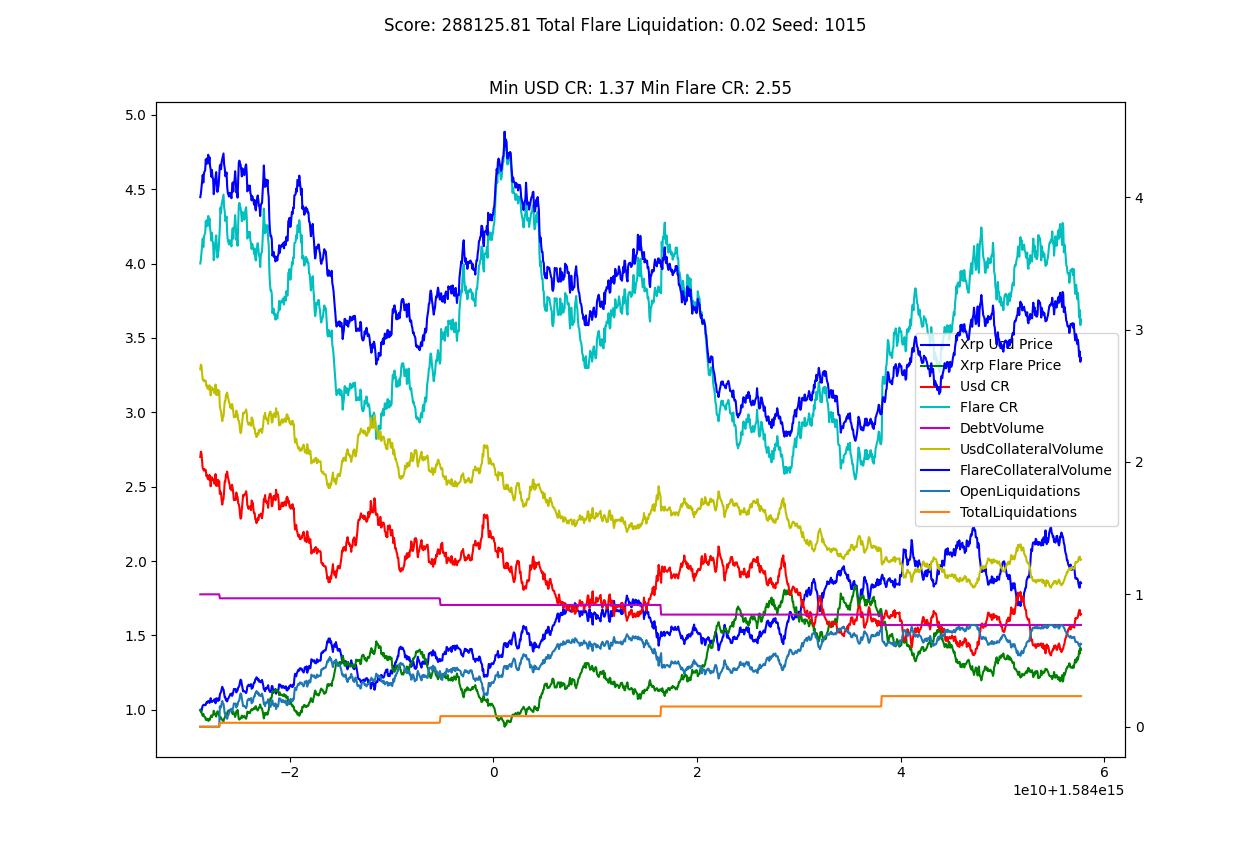 Score: 288125.81 Total Flare Liquidation: 0.02 Seed: 1015
Min USD CR: 1.37 Min Flare CR: 2.55
5.0
4.5
4.0
3.5
3.0
2.5
2.0
1.5
1.0
4
3
2
1
0
Xrp Usd Price
Xrp Flare Price
Usd CR
Flare CR
DebtVolume
UsdCollateralVolume
FlareCollateralVolume
OpenLiquidations
TotalLiquidations
−2 0 2 4 6
1e10+1.584e15